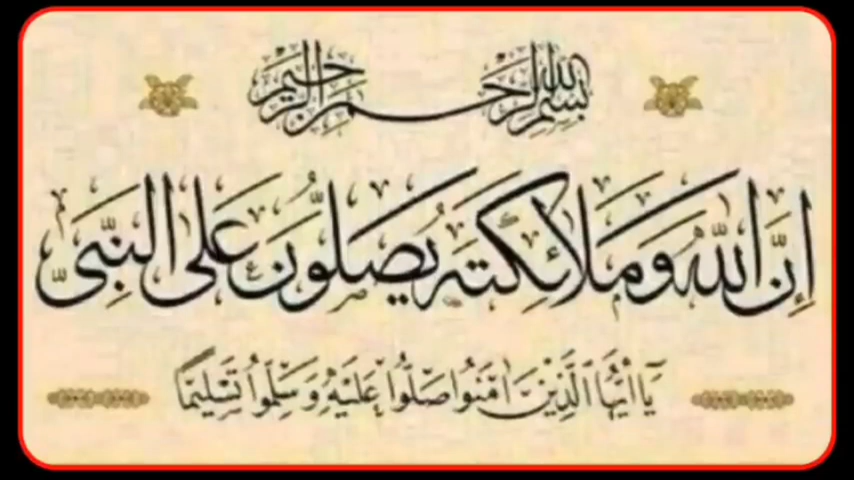 بسم الله الرحمن الرحيم
إِنَّ اللهَ وَمَلَائِكَتَهُ يُصَلُّونَ عَلَى النَّبِيِّ
يَا أَيُّهَا الَّذِينَ آمَنُوا صَلُّوا عَلَيْهِ وَسَلِّمُوا تَسْلِيمًا